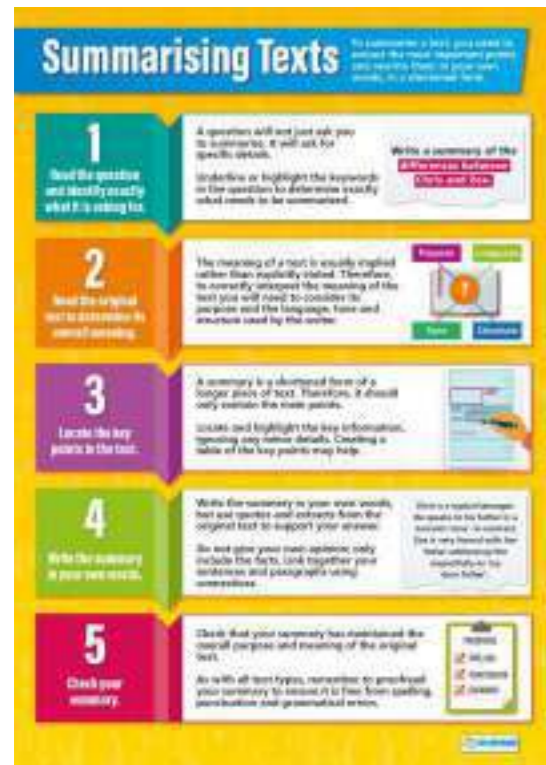 Summarising Texts
To summarise a text, you need to
extract the most important points
and rewrite them in your own
words, in a shortened form.
1
Read the question
and identify exactly
what it is asking for.
A question will not just ask you
to summarise. It will ask for
specific details.
Underline or highlight the keywords
in the question to determine exactly
what needs to be summarised.
Write a summary of the
differences between
2
Read the original
text to determine its
overall meaning.
The meaning of a text is usually implied
rather than explicitly stated. Therefore,
to correctly interpret the meaning of the
text you will need to consider its
purpose and the language, tone and
structure used by the writer.
Purpose
Language
Tone
Structure
3
Locate the key
points in the text.
A summary is a shortened form of a
longer piece of text. Therefore, it should
only contain the main points.
Locate and highlight the key information,
ignoring any minor details. Creating a
table of the key points may help.
4
Write the summary
in your own words.
Write the summary in your own words,
but use quotes and extracts from the
original text to support your answer.
Do not give your own opinion; only
include the facts. Link together your
sentences and paragraphs using
connectives.
5
Check your
summary.
Check that your summary has maintained the
overall purpose and meaning of the original
text.
As with all text types, remember to proofread
your summary to ensure it is free from spelling,
punctuation and grammatical errors.